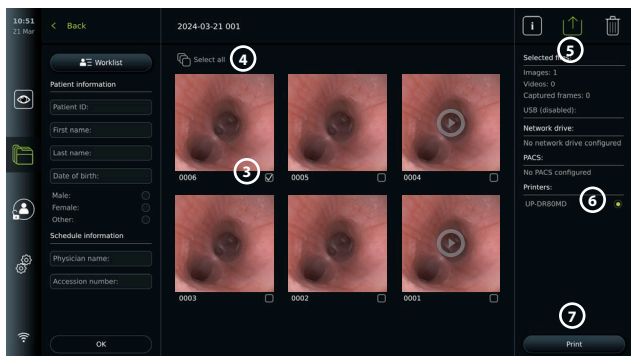 10:51
21 Mar
< Back
Worklist
Patient information
Patient ID:
First name:
Last name:
Date of birth:
Male:
Female:
Other:
Schedule information
Physician name:
Accession number:
OK
2024-03-21 001
Select all
4
0006
3
0005
0004
0003
0002
0001
i
5
Images: 1
Videos: 0
Captured frames: 0
USB (disabled):
Network drive:
No network drive configured
PACS:
No PACS configured
Printers:
UP-DR80MD
6
7
Print